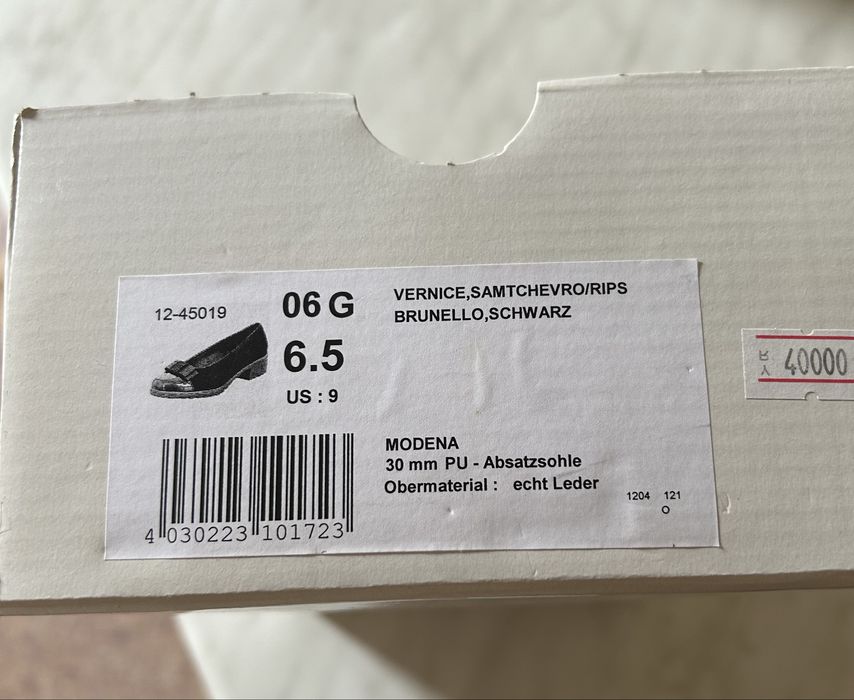 12-45019
06 G
6.5
US : 9
VERNICE,SAMTCHEVRO/RIPS
BRUNELLO,SCHWARZ
MODENA
30 mm PU - Absatzsohle
Obermaterial : echt Leder
1204 121
O
4 030223 101723
40000